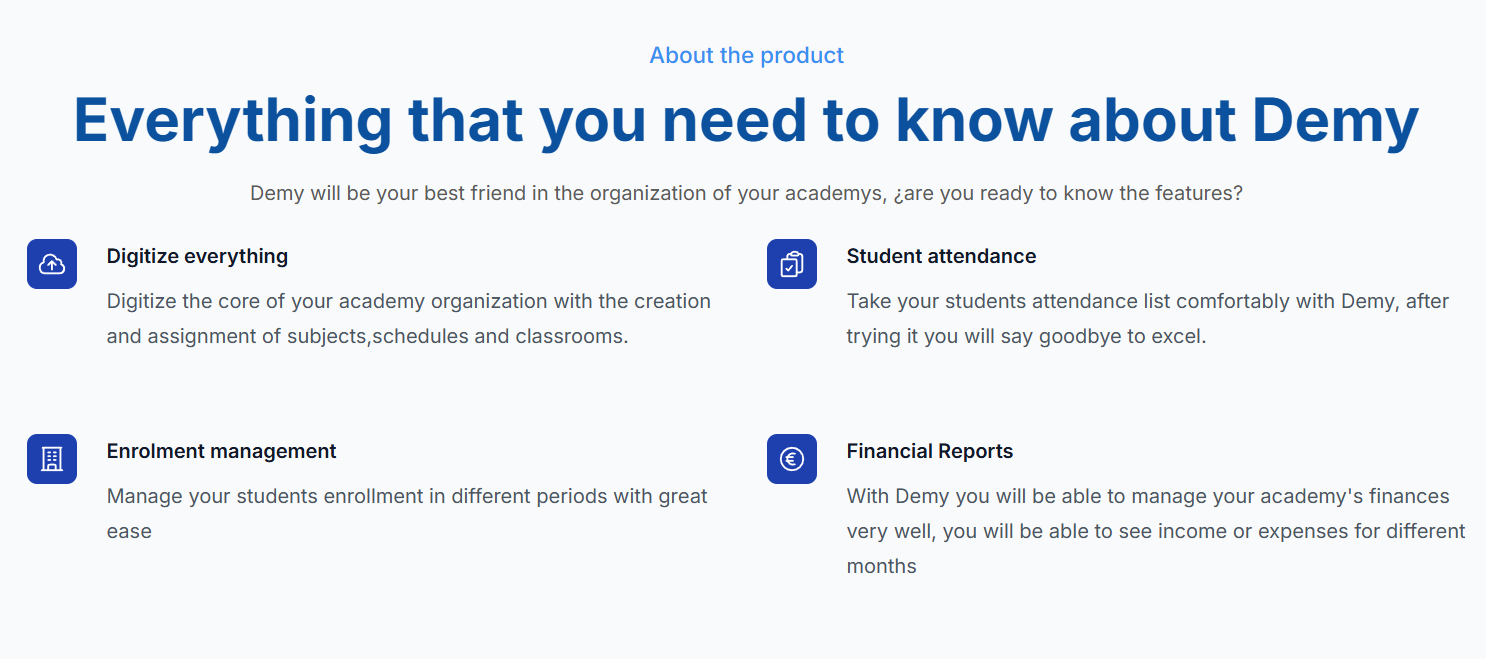 About the product
Everything that you need to know about Demy
Demy will be your best friend in the organization of your academys, ¿are you ready to know the features?
Digitize everything
Digitize the core of your academy organization with the creation
and assignment of subjects,schedules and classrooms.
Student attendance
Take your students attendance list comfortably with Demy, after
trying it you will say goodbye to excel.
Enrolment management
Manage your students enrollment in different periods with great
ease
Financial Reports
With Demy you will be able to manage your academy's finances
very well, you will be able to see income or expenses for different
months